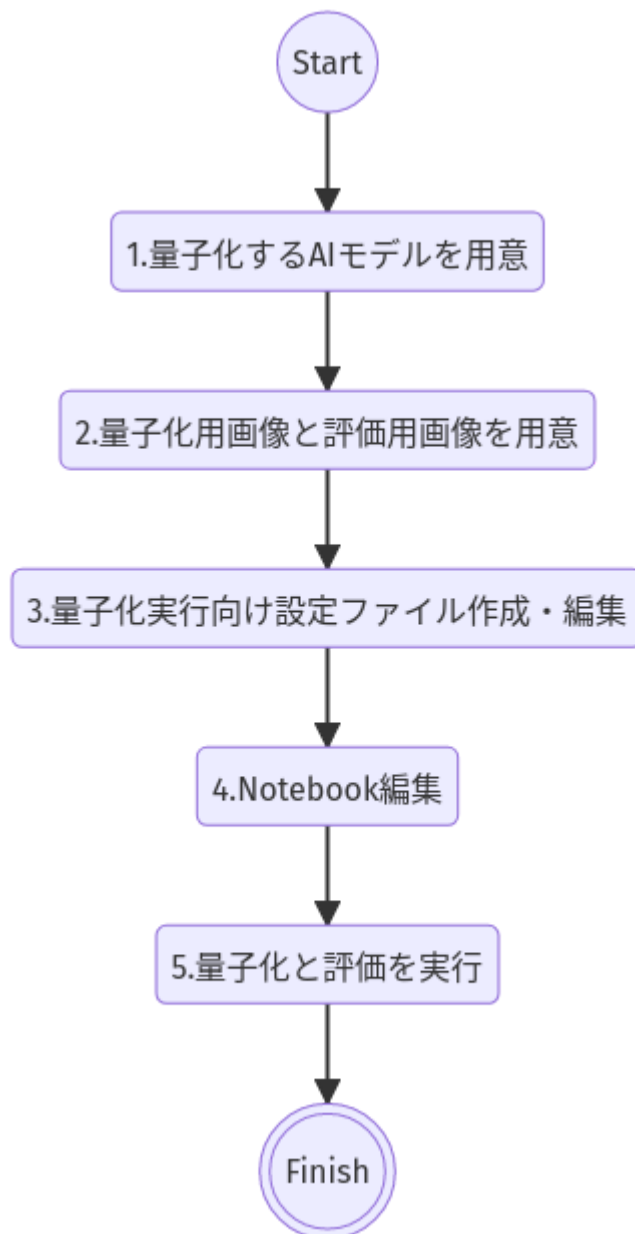 Start
1.量子化するAIモデルを用意
2.量子化用画像と評価用画像を用意
3.量子化実行向け設定ファイル作成・編集
4.Notebook編集
5.量子化と評価を実行
Finish